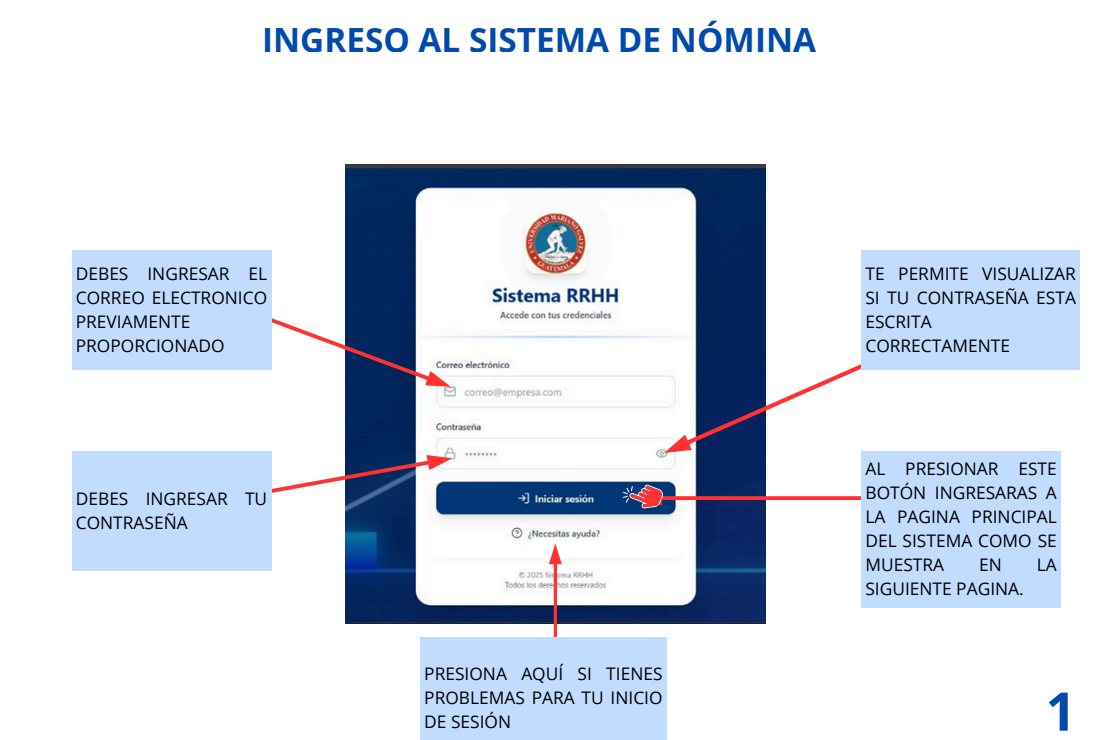 INGRESO AL SISTEMA DE NÓMINA
DEBES INGRESAR EL
CORREO ELECTRONICO
PREVIAMENTE
PROPORCIONADO
DEBES INGRESAR TU
CONTRASEÑA
UNIVERSIDAD MARIANO GALVEZ
GUATEMALA
Sistema RRHH
Accede con tus credenciales
Correo electrónico
correo@empresa.com
Contraseña
••••••••
Iniciar sesión
¿Necesitas ayuda?
© 2025 Sistema RRHH
Todos los derechos reservados
TE PERMITE VISUALIZAR
SI TU CONTRASEÑA ESTA
ESCRITA
CORRECTAMENTE
AL PRESIONAR ESTE
BOTÓN INGRESARAS A
LA PAGINA PRINCIPAL
DEL SISTEMA COMO SE
MUESTRA EN LA
SIGUIENTE PAGINA.
PRESIONA AQUÍ SI TIENES
PROBLEMAS PARA TU INICIO
DE SESIÓN
1